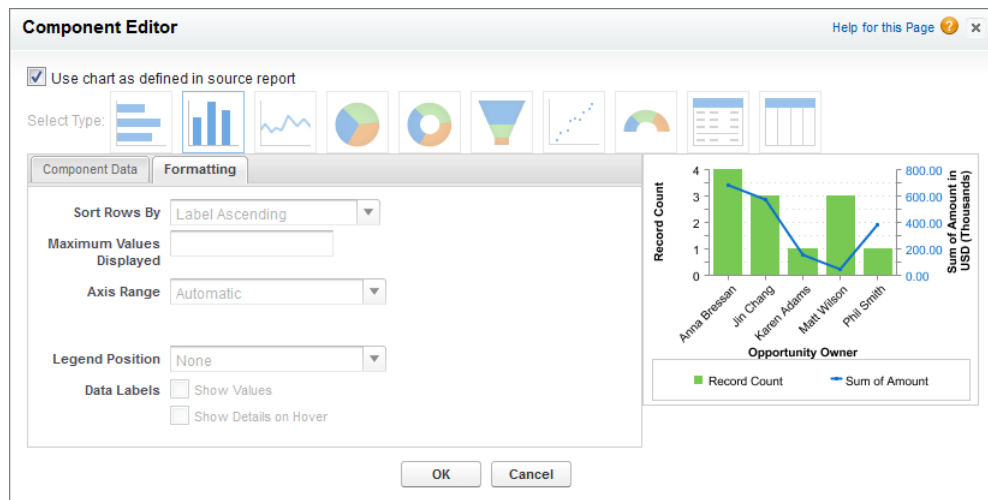 Component Editor
Help for this Page ?
Use chart as defined in source report
Select Type:
Component Data
Formatting
Sort Rows By
Label Ascending
Maximum Values
Displayed
Axis Range
Automatic
Legend Position
None
Data Labels
Show Values
Show Details on Hover
Record Count
4
3
2
1
0
800.00
600.00
400.00
200.00
0.00
Sum of Amount in
USD (Thousands)
Anna Bressan
Jin Chang
Karen Adams
Matt Wilson
Phil Smith
Opportunity Owner
Record Count
Sum of Amount
OK
Cancel